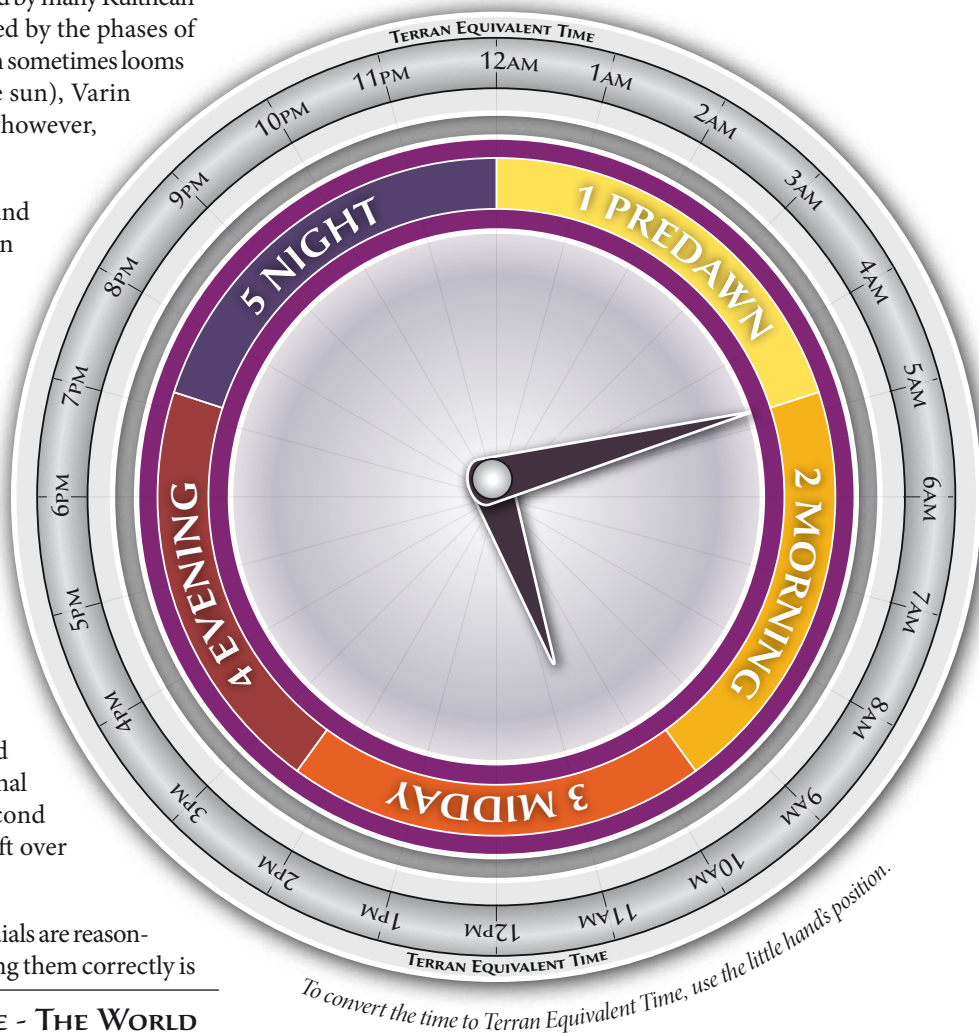 ed by many Kulthean
ed by the phases of
sometimes looms
sun), Varin
however,
und
ial
cond
ft over
ials are reason-
ng them correctly is
- The World
Terran Equivalent Time
12am
1am
2am
3am
4am
5am
6am
7am
8am
9am
10am
11am
12pm
1pm
2pm
3pm
4pm
5pm
6pm
7pm
8pm
9pm
10pm
11pm
1 PREDAWN
2 MORNING
3 MIDDAY
4 EVENING
5 NIGHT
Terran Equivalent Time
To convert the time to Terran Equivalent Time, use the little hand's position.